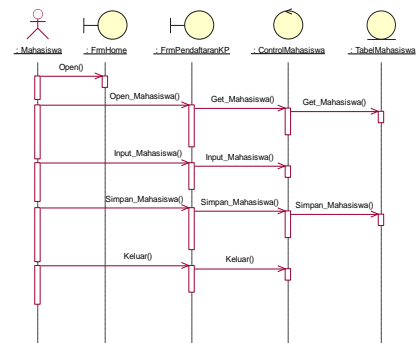 : Mahasiswa
: FrmHome
: FrmPendaftaranKP
: ControlMahasiswa
: TabelMahasiswa
Open()
Open_Mahasiswa()
Get_Mahasiswa()
Get_Mahasiswa()
Input_Mahasiswa()
Input_Mahasiswa()
Simpan_Mahasiswa()
Simpan_Mahasiswa()
Simpan_Mahasiswa()
Keluar()
Keluar()